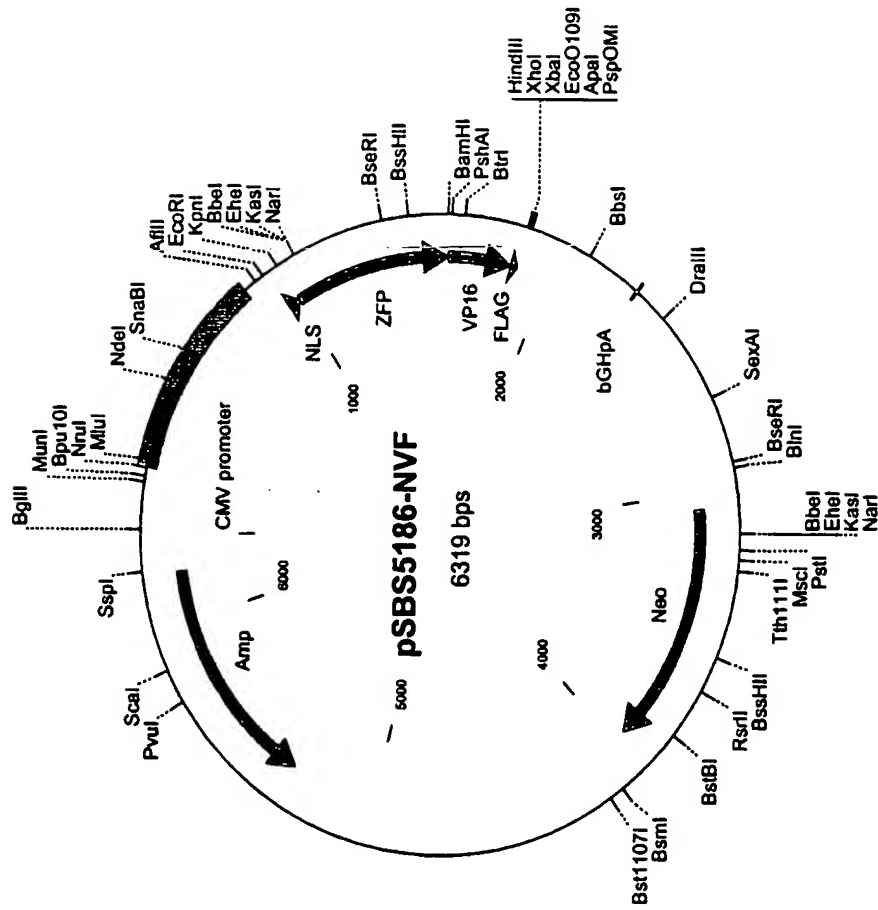 pSBS5186-NVF
6319 bps
BglII
MunI
Bpu10I
NruI
MluI
NdeI
SnaBI
AflII
EcoRI
KpnI
BbeI
EheI
KasI
NarI
BseRI
BssHII
BamHI
PshAI
BtrI
HindIII
XhoI
XbaI
EcoO109I
ApaI
PspOMI
BbsI
DraIII
SexAI
BseRI
BlnI
BbeI
EheI
KasI
NarI
PstI
MscI
Tth111I
BssHII
RsrII
BstBI
BsmI
Bst1107I
PvuI
ScaI
SspI
CMV promoter
NLS
ZFP
VP16
FLAG
bGHpA
Neo
Amp
1000
2000
3000
4000
5000
6000